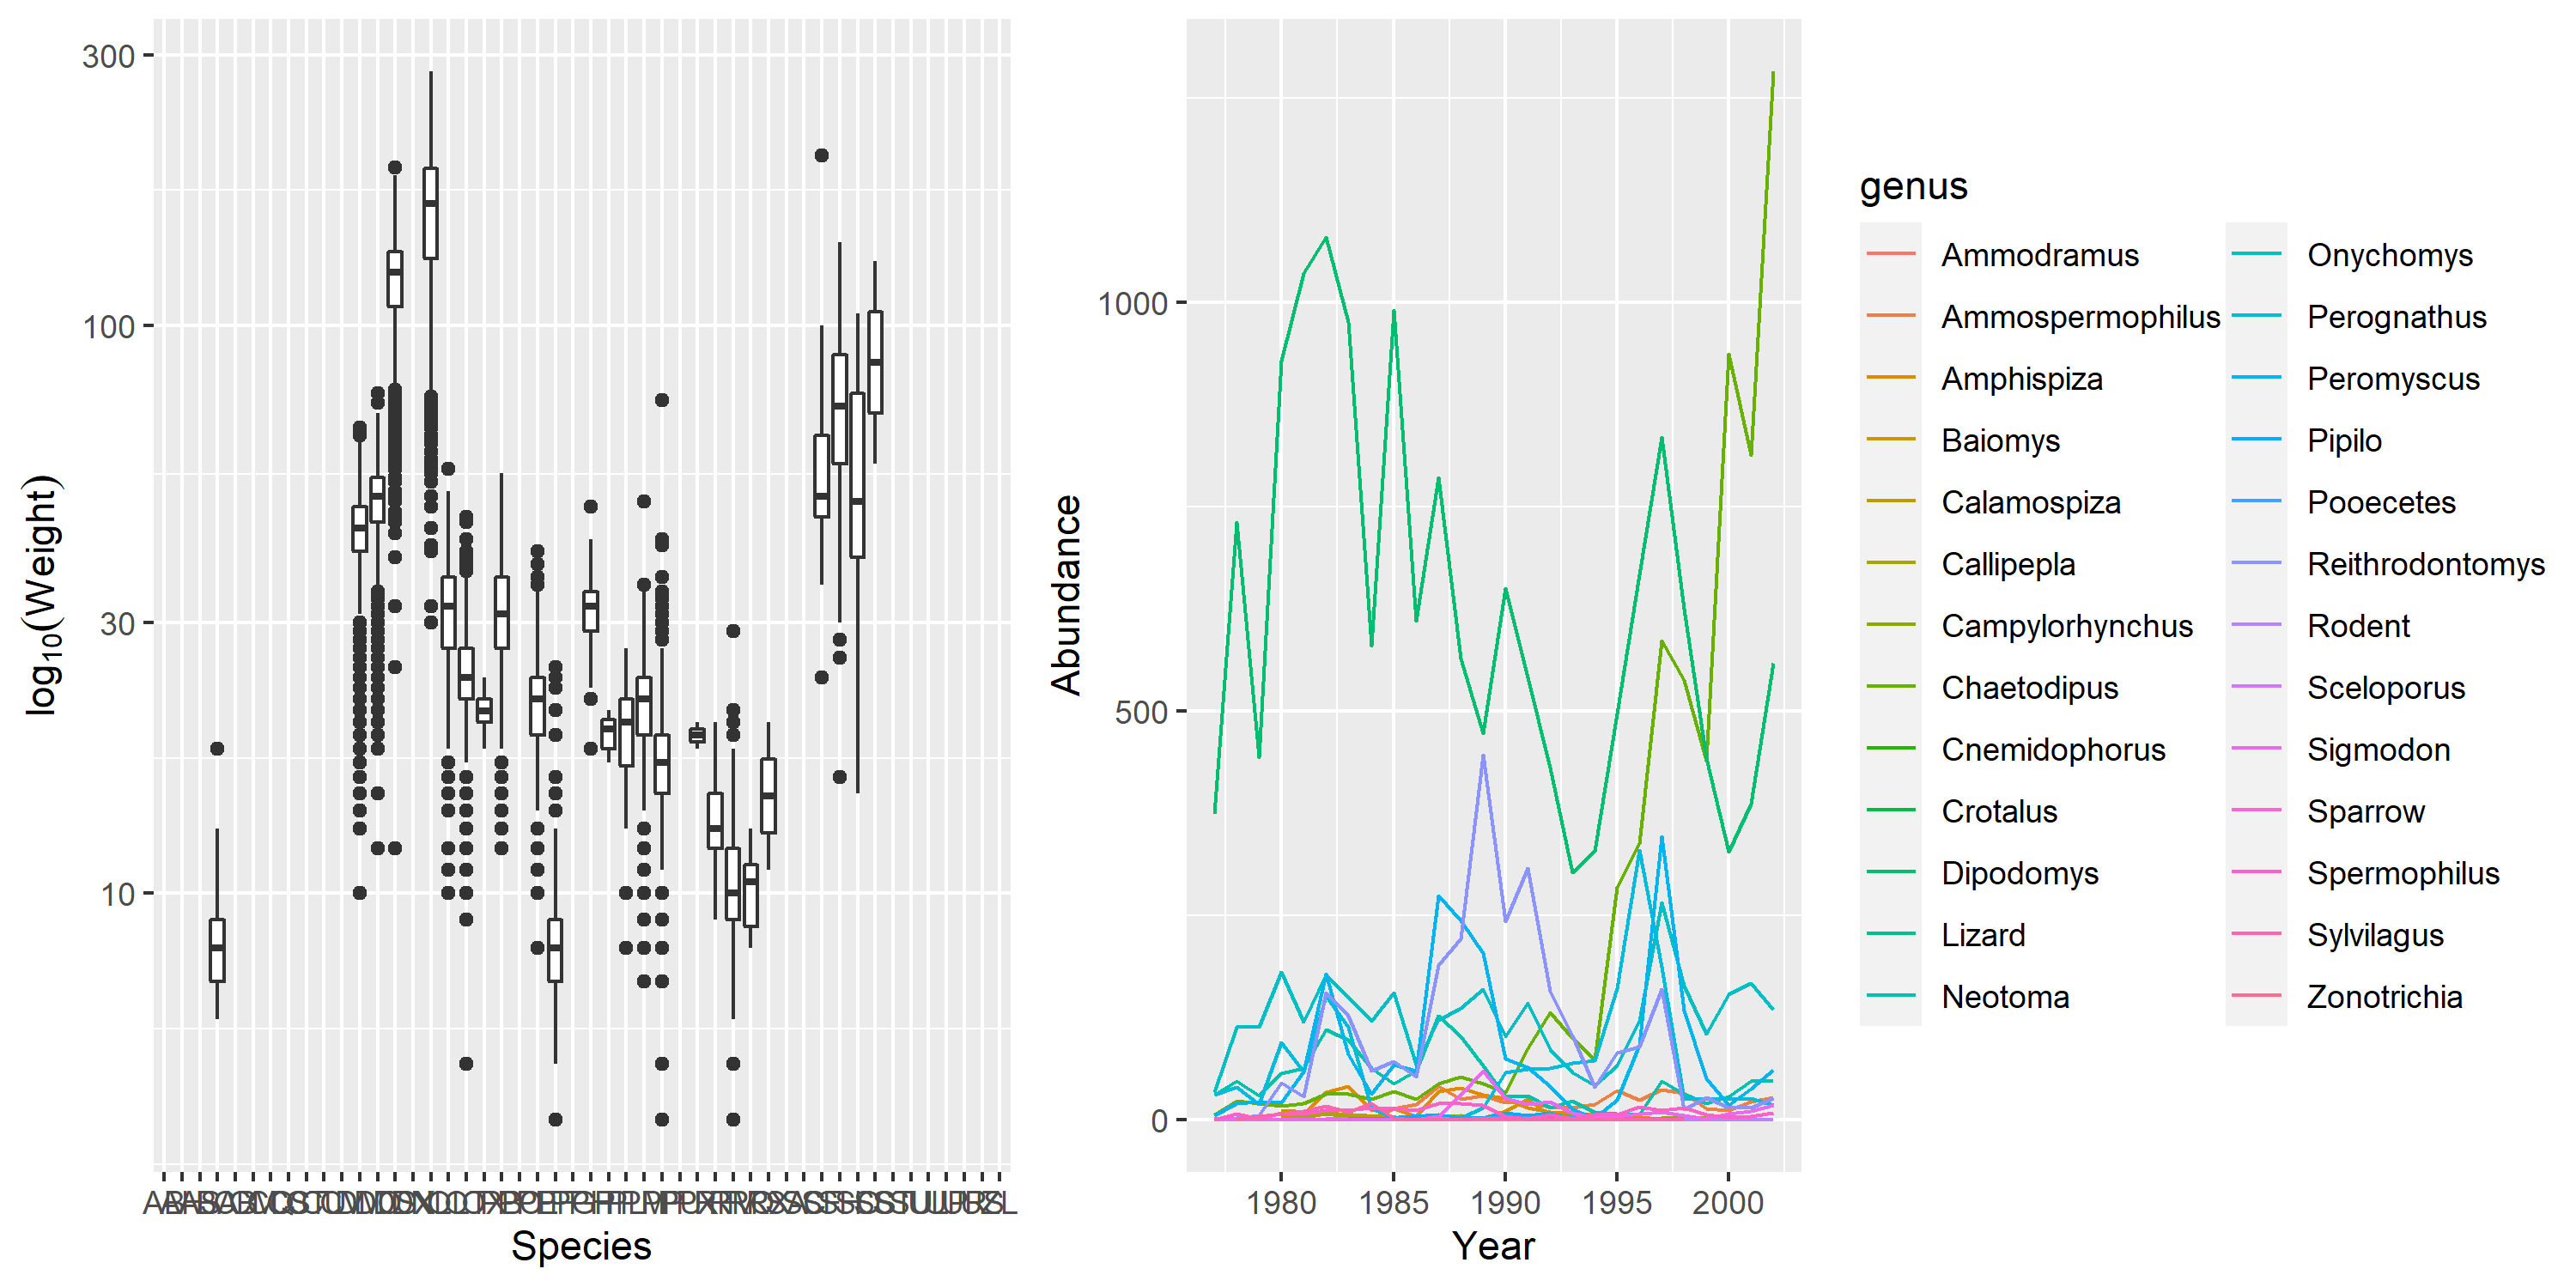 300
100
30
10
log10(Weight)
Species
1000
500
0
Abundance
1980 1985 1990 1995 2000
Year
genus
Ammodramus
Ammospermophilus
Amphispiza
Baiomys
Calamospiza
Callipepla
Campylorhynchus
Chaetodipus
Cnemidophorus
Crotalus
Dipodomys
Lizard
Neotoma
Onychomys
Perognathus
Peromyscus
Pipilo
Pooecetes
Reithrodontomys
Rodent
Sceloporus
Sigmodon
Sparrow
Spermophilus
Sylvilagus
Zonotrichia